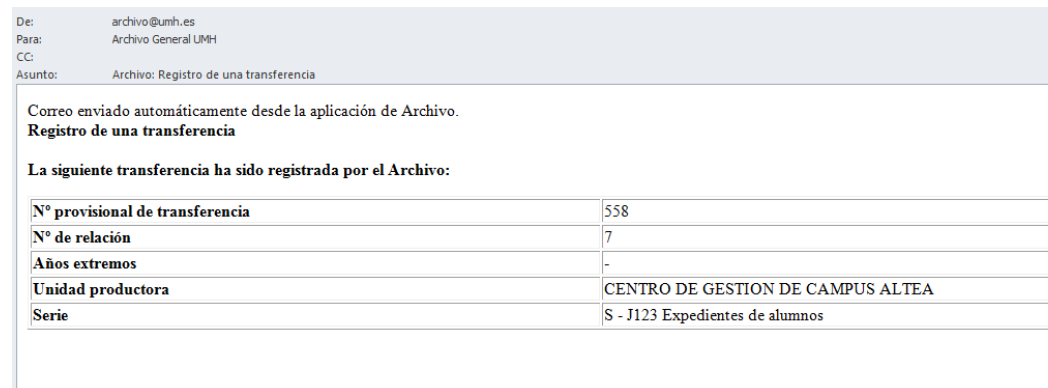 De: archivo@umh.es
Para: Archivo General UMH
CC:
Asunto: Archivo: Registro de una transferencia
Correo enviado automáticamente desde la aplicación de Archivo.
Registro de una transferencia
La siguiente transferencia ha sido registrada por el Archivo:
Nº provisional de transferencia 558
Nº de relación 7
Años extremos -
Unidad productora CENTRO DE GESTION DE CAMPUS ALTEA
Serie S - J123 Expedientes de alumnos